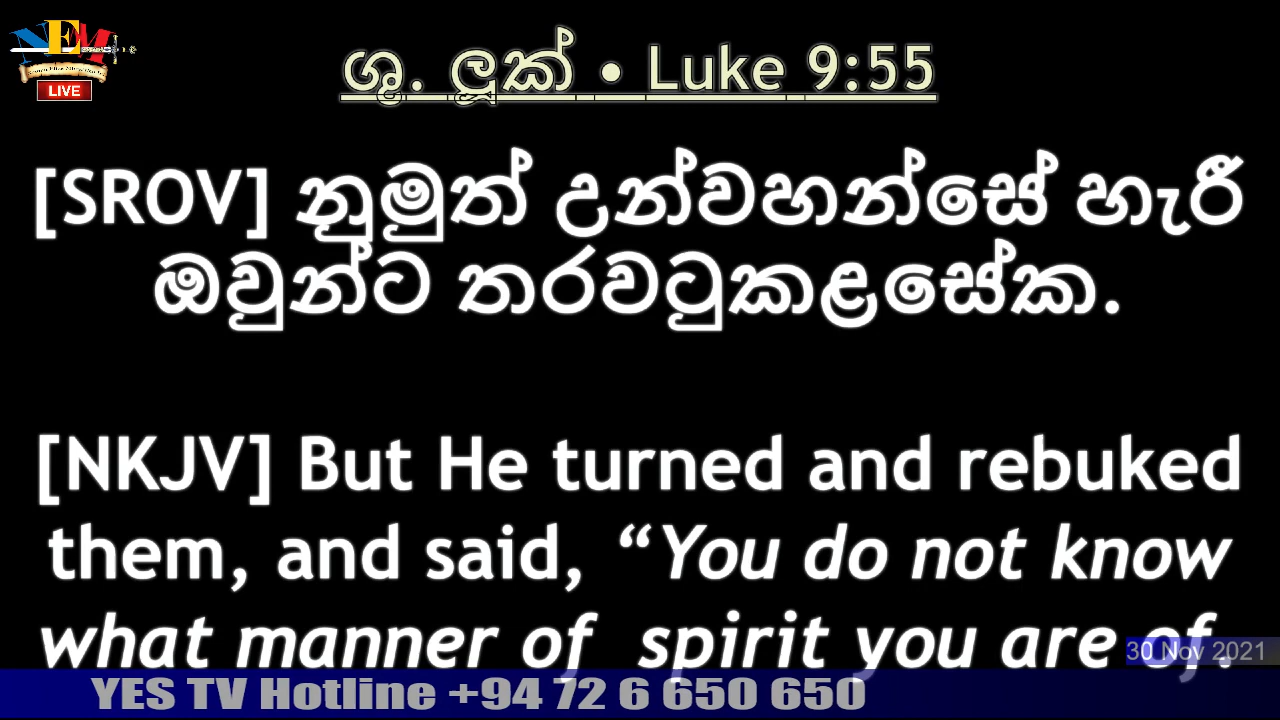 NEM
LIVE
ශු. ලූක් • Luke 9:55
[SROV] නුමුත් උන්වහන්සේ හැරී
ඔවුන්ට තරවටුකළසේක.
[NKJV] But He turned and rebuked
them, and said, “You do not know
what manner of spirit you are of.
30 Nov 2021
YES TV Hotline +94 72 6 650 650